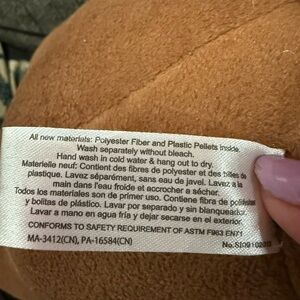 All new materials: Polyester Fiber and Plastic Pellets inside.
Wash separately without bleach.
Hand wash in cold water & hang out to dry.
Materielle neuf: Contient des fibres de polyester et des billes de
plastique. Lavez séparément, sans eau de javel. Lavez a la
main dans l'eau froide et accrocher a sécher.
Todos los materiales son de primer uso. Contiene fibra de poliéster
y bolitas de plástico. Lavar por separado y sin blanqueador.
Lavar a mano en agua fría y dejar secarse en el exterior.
CONFORMS TO SAFETY REQUIREMENT OF ASTM F963 EN71
MA-3412(CN), PA-16584(CN)